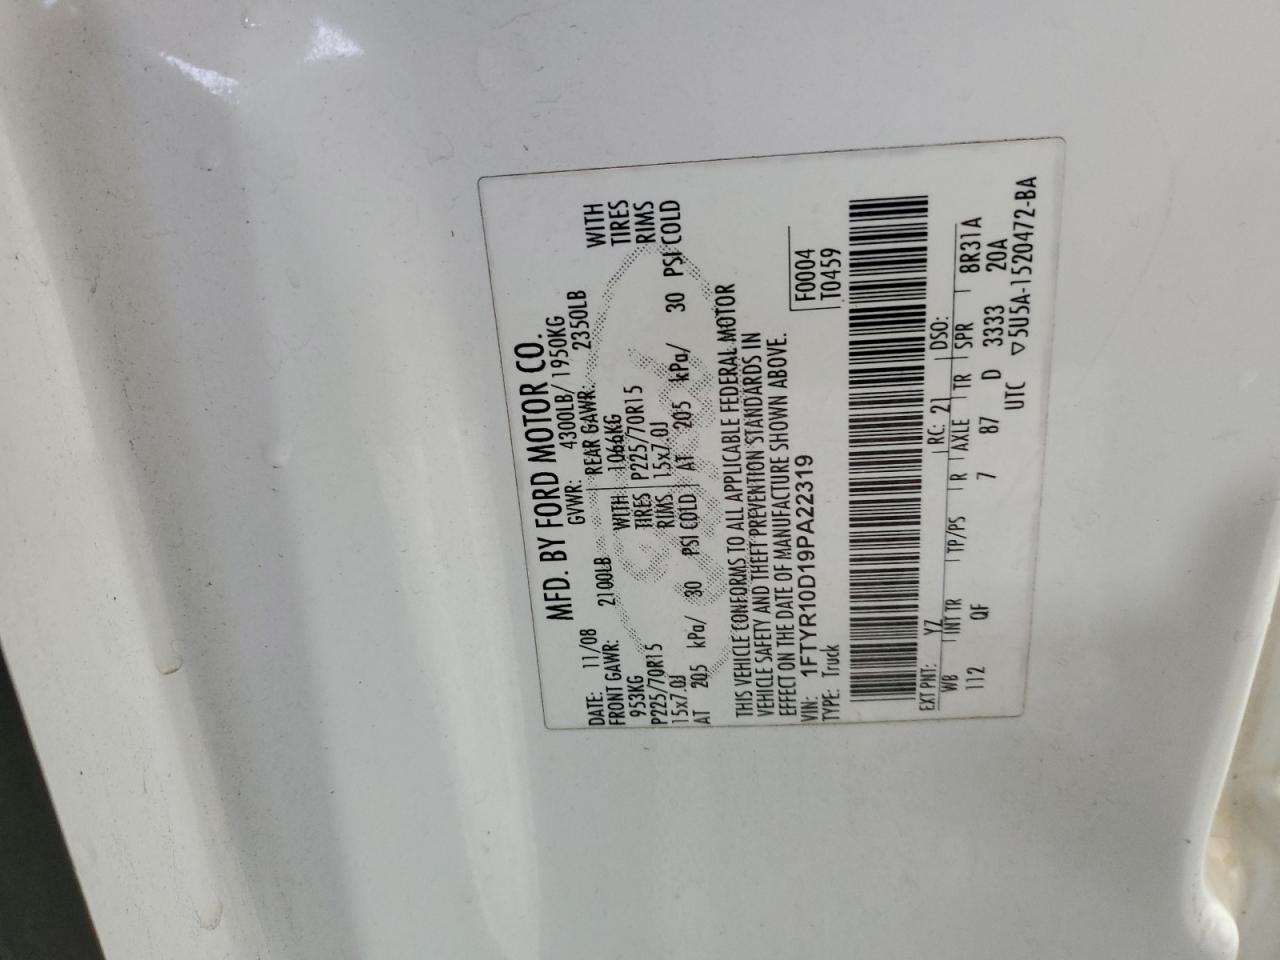 MFD. BY FORD MOTOR CO.
DATE: 11/08 GVWR: 4300LB/ 1950KG
FRONT GAWR: 2100LB REAR GAWR: 2350LB
953KG WITH 1066KG WITH
P225/70R15 TIRES P225/70R15 TIRES
15x7.0J RIMS 15x7.0J RIMS
AT 205 kPa/ 30 PSI COLD AT 205 kPa/ 30 PSI COLD
THIS VEHICLE CONFORMS TO ALL APPLICABLE FEDERAL MOTOR
VEHICLE SAFETY AND THEFT PREVENTION STANDARDS IN
EFFECT ON THE DATE OF MANUFACTURE SHOWN ABOVE.
VIN: 1FTYR10D19PA22319 F0004
TYPE: Truck T0459
EXT PNT: YZ RC: 21 DSO:
WB INT TR TP/PS R AXLE TR SPR 8R31A
112 QF 7 87 D 3333 20A
UTC ▽5U5A-1520472-BA